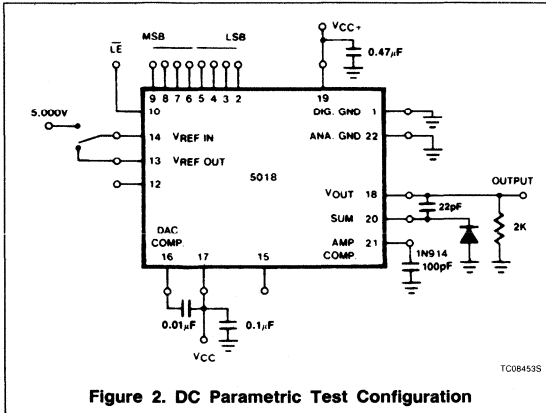 VCC+
MSB LSB
LE
0.47µF
9 8 7 6 5 4 3 2
19
10
DIG. GND 1
5.000V
14 VREF IN
ANA. GND 22
13 VREF OUT
12
5018
OUTPUT
VOUT 18
22pF
SUM 20
2K
DAC COMP.
AMP COMP. 21
1N914
100pF
16 17 15
0.01µF
0.1µF
VCC
TC08453S
Figure 2. DC Parametric Test Configuration